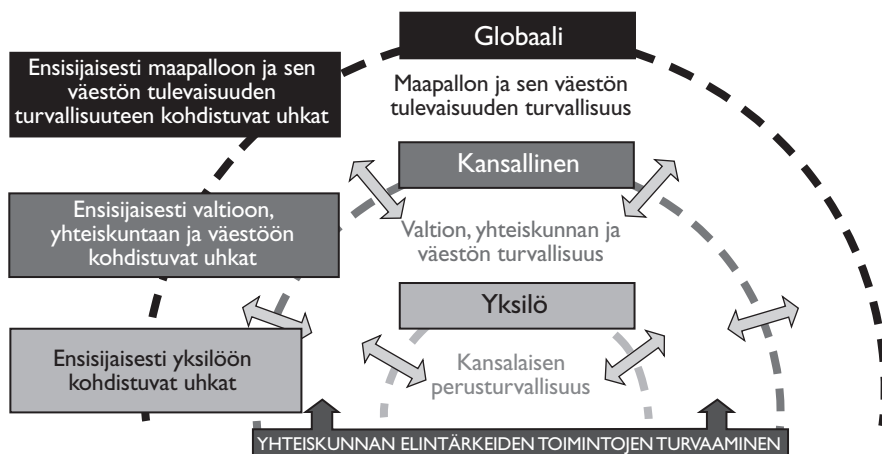 Globaali
Ensisijaisesti maapalloon ja sen
väestön tulevaisuuden
turvallisuuteen kohdistuvat uhkat
Maapallon ja sen väestön
tulevaisuuden turvallisuus
Kansallinen
Ensisijaisesti valtioon,
yhteiskuntaan ja väestöön
kohdistuvat uhkat
Valtion, yhteiskunnan ja
väestön turvallisuus
Yksilö
Ensisijaisesti yksilöön
kohdistuvat uhkat
Kansalaisen
perusturvallisuus
YHTEISKUNNAN ELINTÄRKEIDEN TOIMINTOJEN TURVAAMINEN